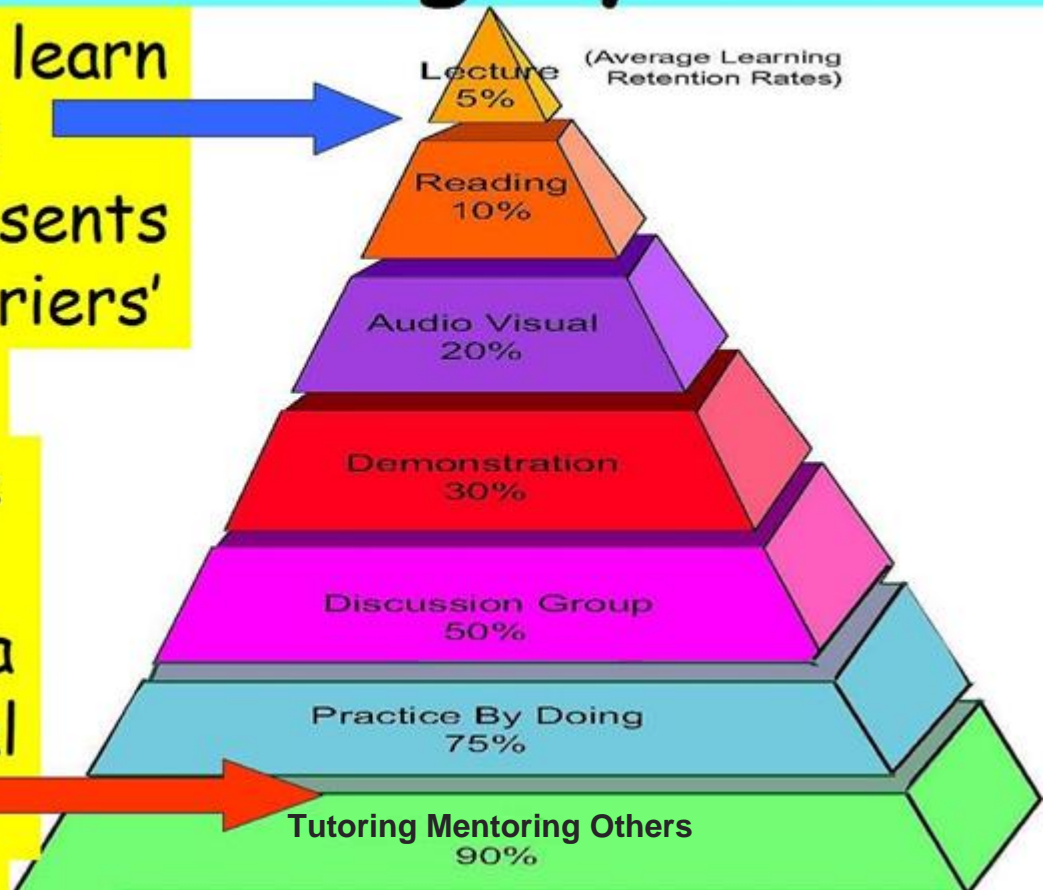 learn
sents
riers'
a
(Average Learning
Retention Rates)
Lecture
5%
Reading
10%
Audio Visual
20%
Demonstration
30%
Discussion Group
50%
Practice By Doing
75%
Tutoring Mentoring Others
90%